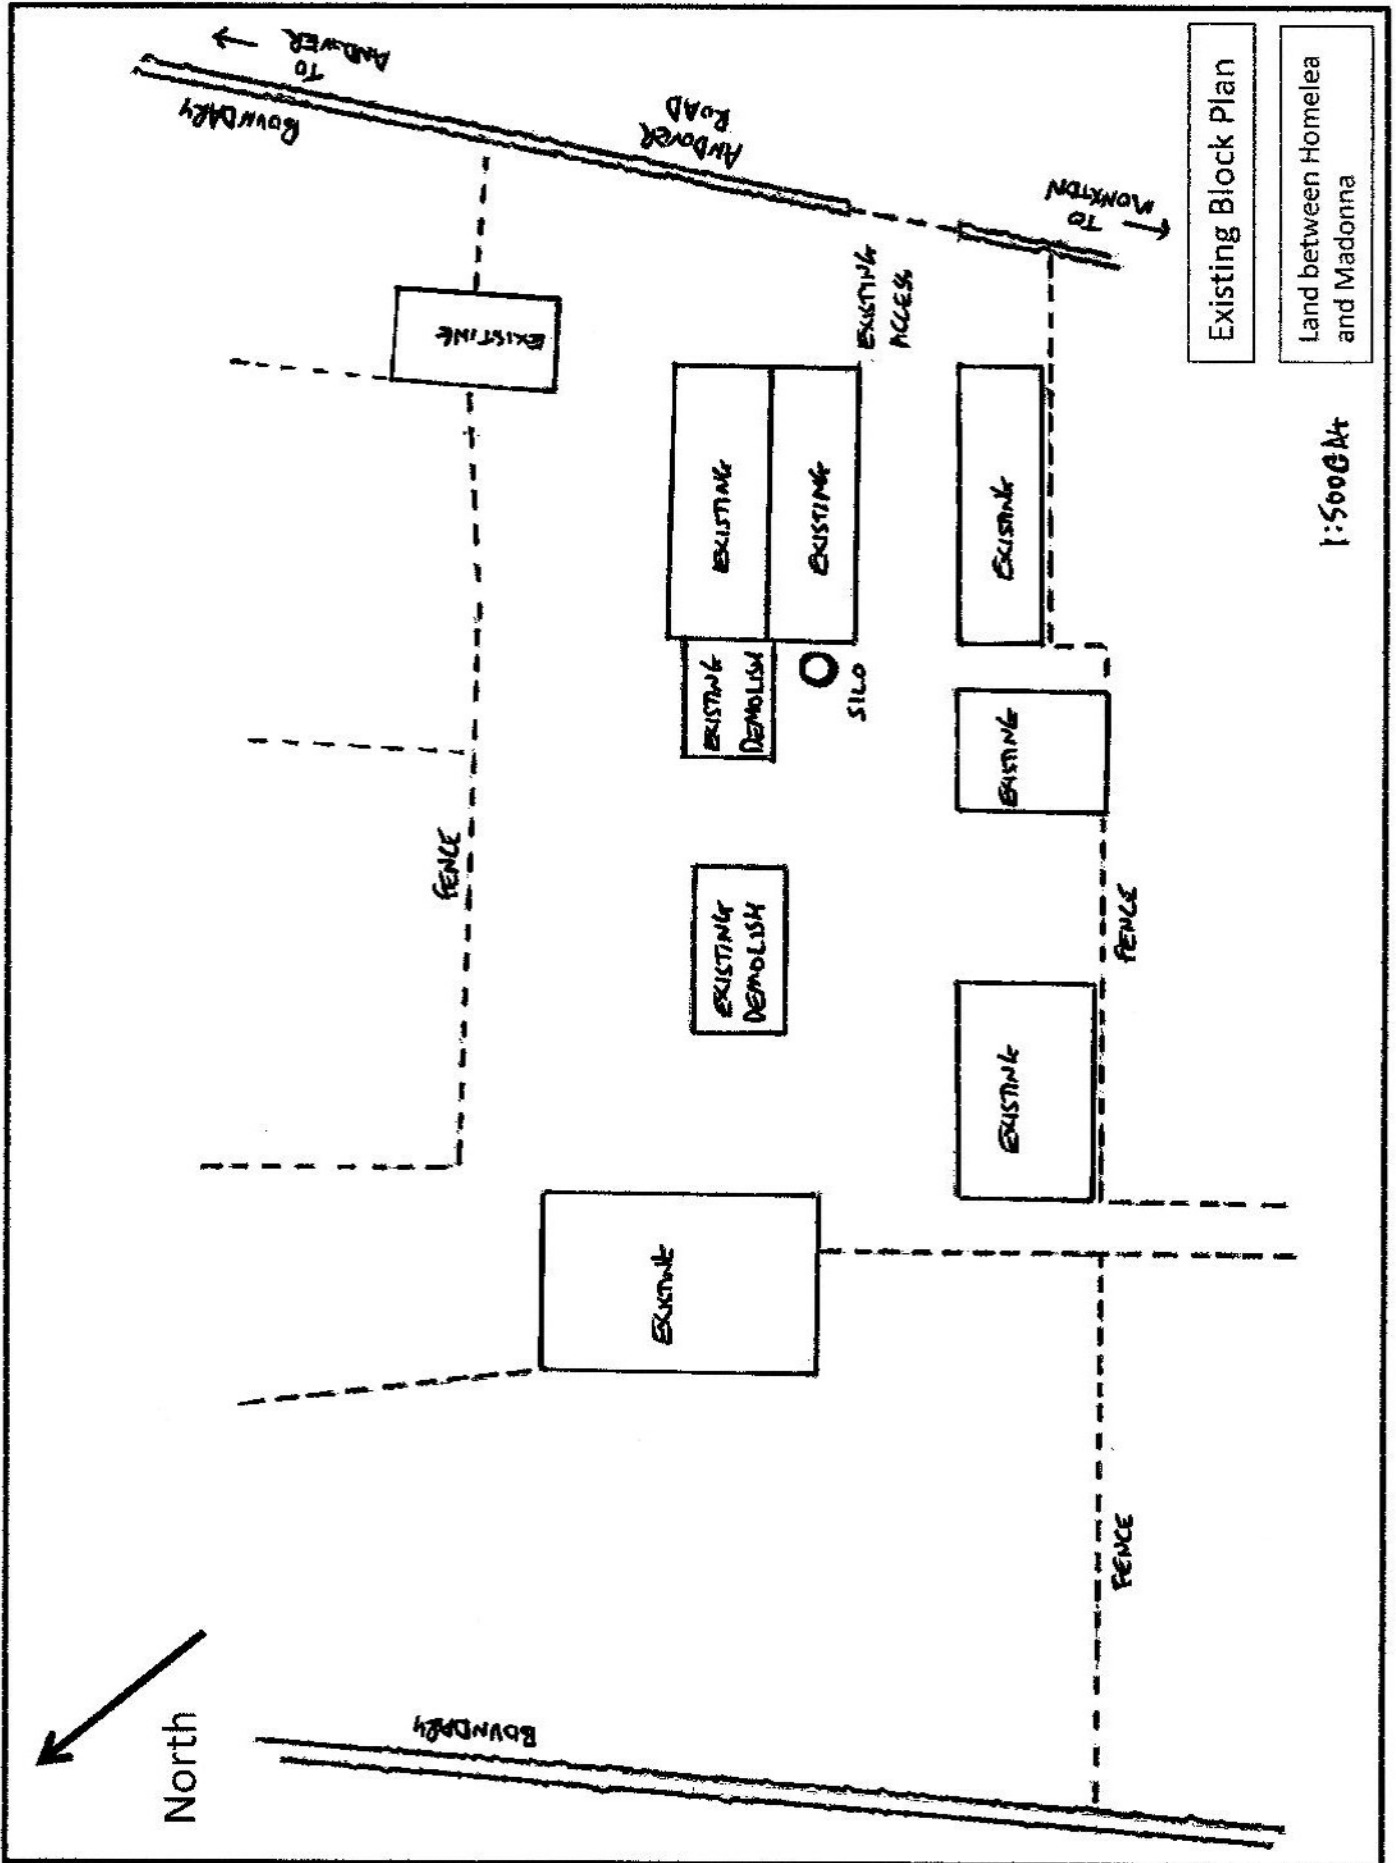 North
BOUNDARY
TO
ANDOVER
BOUNDARY
FENCE
EXISTING
EXISTING
EXISTING
DEMOLISH
EXISTING
DEMOLISH
EXISTING
ANDOVER
ROAD
EXISTING
SILO
EXISTING
ACCESS
EXISTING
EXISTING
EXISTING
TO
MONXTON
FENCE
FENCE
Existing Block Plan
Land between Homelea
and Madonna
1:500@A4